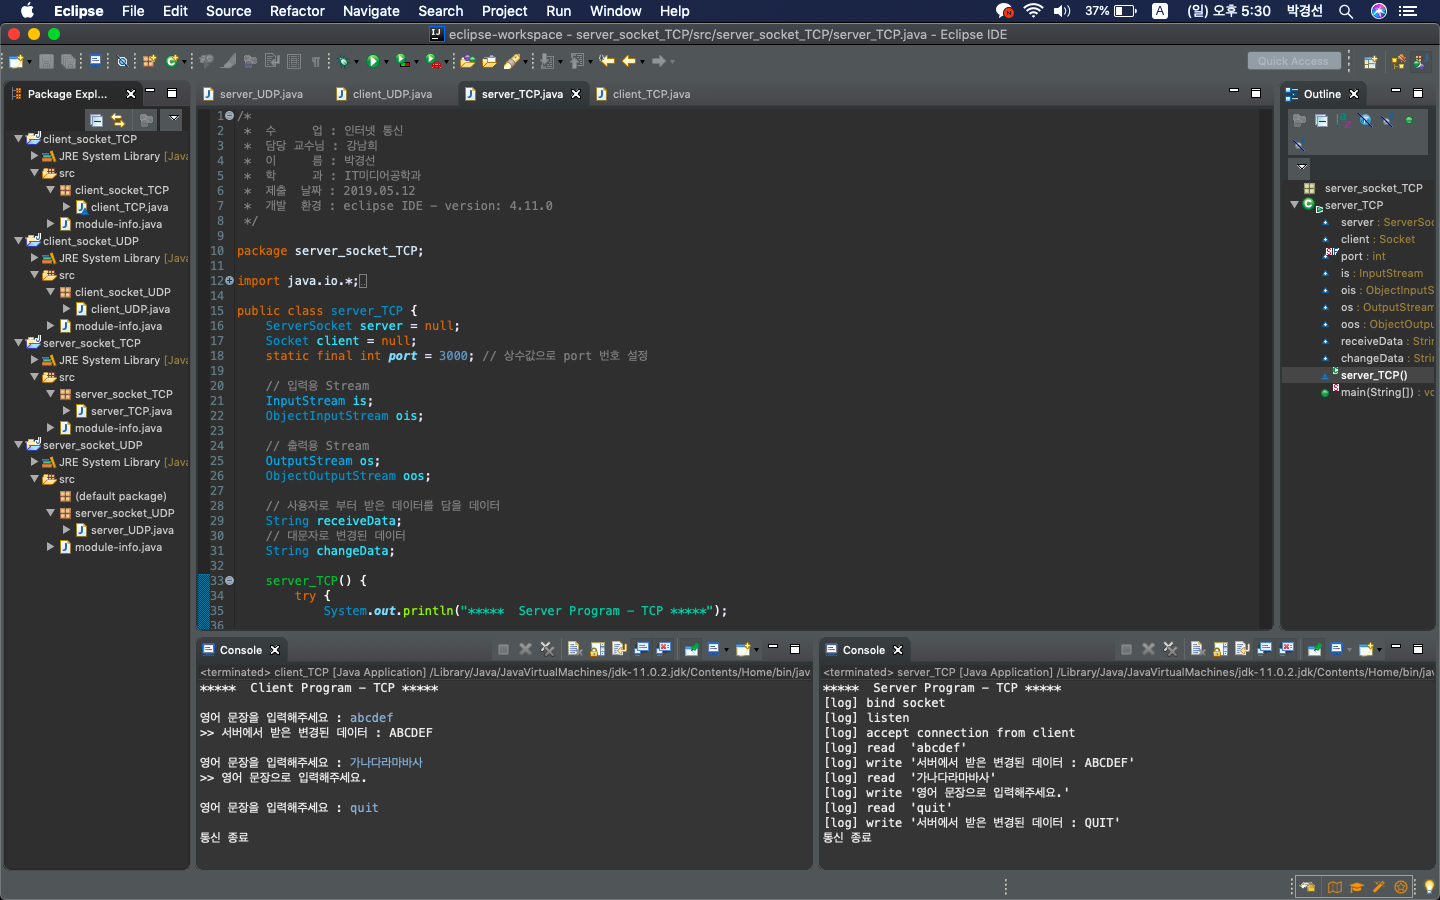 Eclipse File Edit Source Refactor Navigate Search Project Run Window Help 37% A (일) 오후 5:30 박경선
eclipse-workspace - server_socket_TCP/src/server_socket_TCP/server_TCP.java - Eclipse IDE
Quick Access
Package Expl...
client_socket_TCP
JRE System Library [Java
src
client_socket_TCP
client_TCP.java
module-info.java
client_socket_UDP
JRE System Library [Java
src
client_socket_UDP
client_UDP.java
module-info.java
server_socket_TCP
JRE System Library [Java
src
server_socket_TCP
server_TCP.java
module-info.java
server_socket_UDP
JRE System Library [Java
src
(default package)
server_socket_UDP
server_UDP.java
module-info.java
server_UDP.java client_UDP.java server_TCP.java client_TCP.java
1 /*
2 * 수 업 : 인터넷 통신
3 * 담당 교수님 : 강남희
4 * 이 름 : 박경선
5 * 학 과 : IT미디어공학과
6 * 제출 날짜 : 2019.05.12
7 * 개발 환경 : eclipse IDE - version: 4.11.0
8 */
9
10 package server_socket_TCP;
11
12 import java.io.*;
14
15 public class server_TCP {
16 ServerSocket server = null;
17 Socket client = null;
18 static final int port = 3000; // 상수값으로 port 번호 설정
19
20 // 입력용 Stream
21 InputStream is;
22 ObjectInputStream ois;
23
24 // 출력용 Stream
25 OutputStream os;
26 ObjectOutputStream oos;
27
28 // 사용자로 부터 받은 데이터를 담을 데이터
29 String receiveData;
30 // 대문자로 변경된 데이터
31 String changeData;
32
33 server_TCP() {
34 try {
35 System.out.println("***** Server Program - TCP *****");
36
Outline
server_socket_TCP
server_TCP
server : ServerSoc
client : Socket
port : int
is : InputStream
ois : ObjectInputS
os : OutputStream
oos : ObjectOutpu
receiveData : Strin
changeData : Strin
server_TCP()
main(String[]) : vo
Console
<terminated> client_TCP [Java Application] /Library/Java/JavaVirtualMachines/jdk-11.0.2.jdk/Contents/Home/bin/jav
***** Client Program - TCP *****
영어 문장을 입력해주세요 : abcdef
>> 서버에서 받은 변경된 데이터 : ABCDEF
영어 문장을 입력해주세요 : 가나다라마바사
>> 영어 문장으로 입력해주세요.
영어 문장을 입력해주세요 : quit
통신 종료
Console
<terminated> server_TCP [Java Application] /Library/Java/JavaVirtualMachines/jdk-11.0.2.jdk/Contents/Home/bin/jav
***** Server Program - TCP *****
[log] bind socket
[log] listen
[log] accept connection from client
[log] read 'abcdef'
[log] write '서버에서 받은 변경된 데이터 : ABCDEF'
[log] read '가나다라마바사'
[log] write '영어 문장으로 입력해주세요.'
[log] read 'quit'
[log] write '서버에서 받은 변경된 데이터 : QUIT'
통신 종료